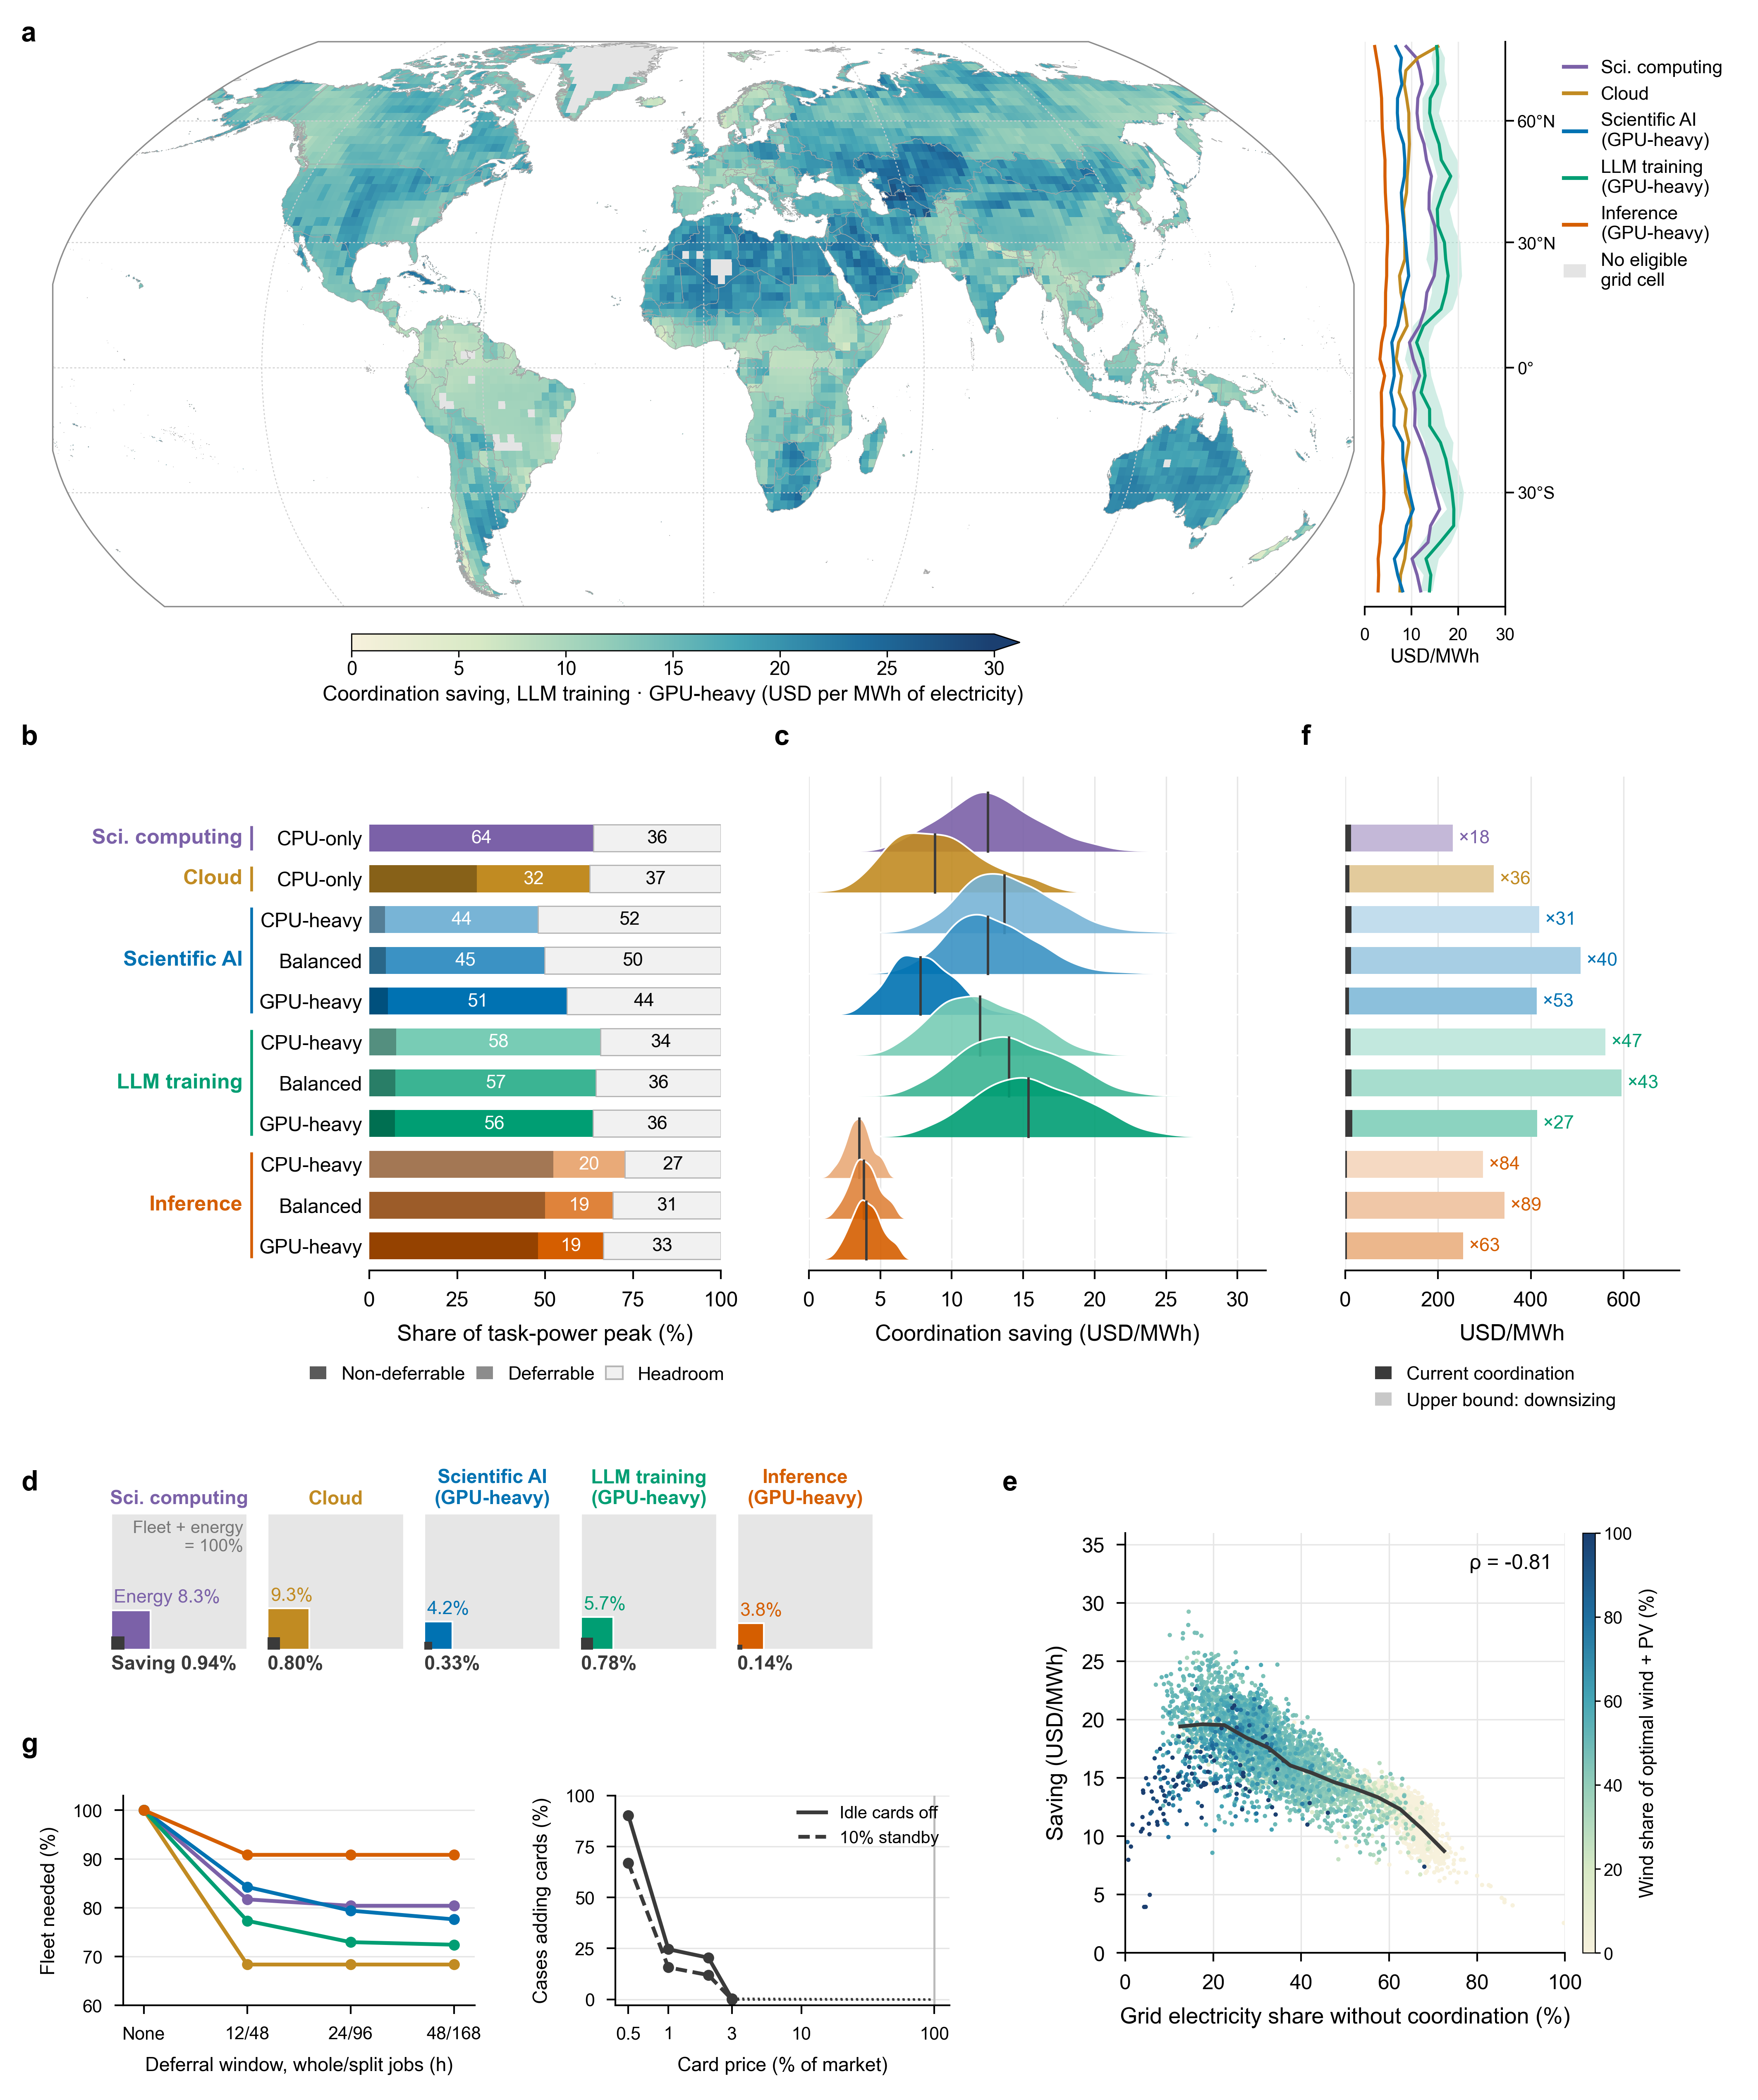 a
60°N
30°N
0°
30°S
0 10 20 30
USD/MWh
Sci. computing
Cloud
Scientific AI
(GPU-heavy)
LLM training
(GPU-heavy)
Inference
(GPU-heavy)
No eligible
grid cell
0 5 10 15 20 25 30
Coordination saving, LLM training · GPU-heavy (USD per MWh of electricity)
b
Sci. computing
CPU-only 64 36
Cloud
CPU-only 32 37
Scientific AI
CPU-heavy 44 52
Balanced 45 50
GPU-heavy 51 44
LLM training
CPU-heavy 58 34
Balanced 57 36
GPU-heavy 56 36
Inference
CPU-heavy 20 27
Balanced 19 31
GPU-heavy 19 33
0 25 50 75 100
Share of task-power peak (%)
Non-deferrable Deferrable Headroom
c
0 5 10 15 20 25 30
Coordination saving (USD/MWh)
f
×18
×36
×31
×40
×53
×47
×43
×27
×84
×89
×63
0 200 400 600
USD/MWh
Current coordination
Upper bound: downsizing
d
Sci. computing
Fleet + energy
= 100%
Energy 8.3%
Saving 0.94%
Cloud
9.3%
0.80%
Scientific AI
(GPU-heavy)
4.2%
0.33%
LLM training
(GPU-heavy)
5.7%
0.78%
Inference
(GPU-heavy)
3.8%
0.14%
e
ρ = -0.81
35
30
25
20
15
10
5
0
Saving (USD/MWh)
0 20 40 60 80 100
Grid electricity share without coordination (%)
100
80
60
40
20
0
Wind share of optimal wind + PV (%)
g
100
90
80
70
60
Fleet needed (%)
None 12/48 24/96 48/168
Deferral window, whole/split jobs (h)
100
75
50
25
0
Cases adding cards (%)
Idle cards off
10% standby
0.5 1 3 10 100
Card price (% of market)